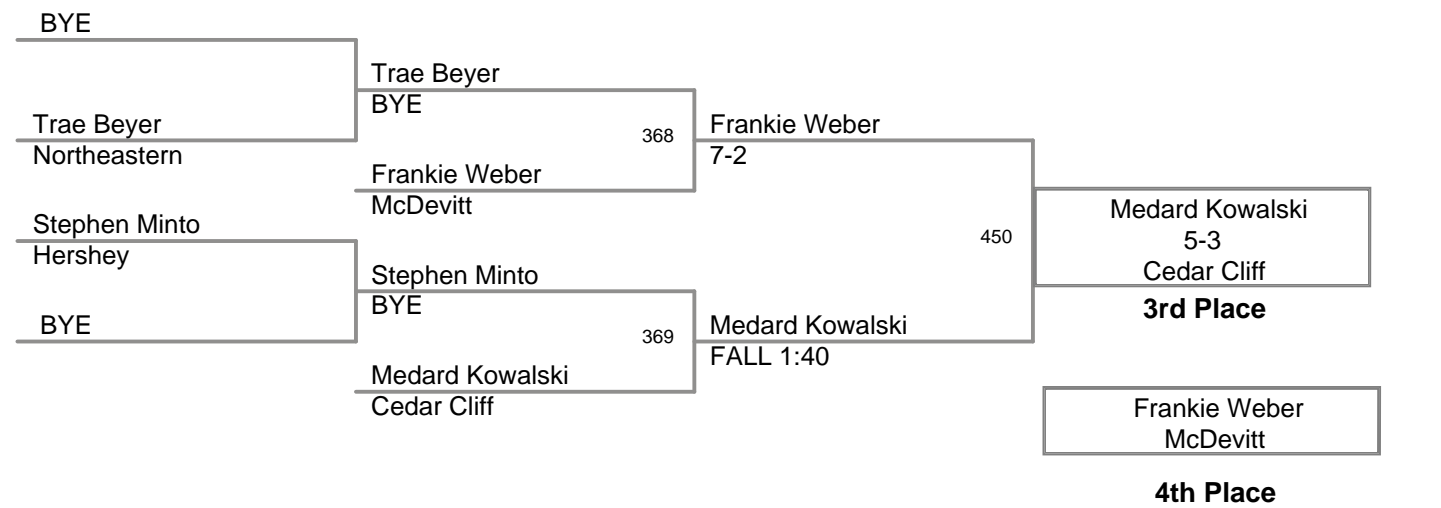 BYE
Trae Beyer
BYE
Trae Beyer
Northeastern
368
Frankie Weber
7-2
Frankie Weber
McDevitt
Stephen Minto
Hershey
450
Medard Kowalski
5-3
Cedar Cliff
3rd Place
Stephen Minto
BYE
BYE
369
Medard Kowalski
FALL 1:40
Medard Kowalski
Cedar Cliff
Frankie Weber
McDevitt
4th Place